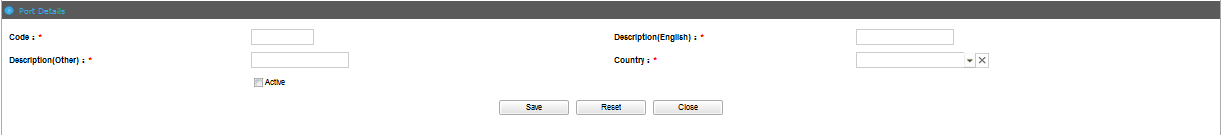 Port Details
Code : * Description(English) : *
Description(Other) : * Country : *
Active
Save Reset Close